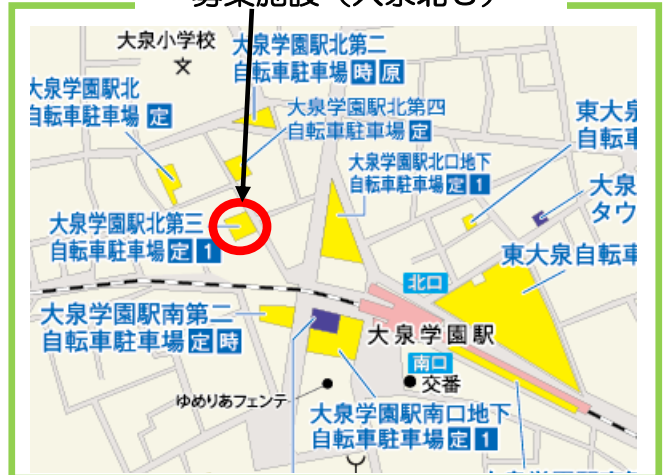 大泉小学校
文
大泉学園駅北第二
自転車駐車場 時 原
大泉学園駅北
自転車駐車場 定
大泉学園駅北第四
自転車駐車場 定
東大泉
自転車
大泉学園駅北口地下
自転車駐車場 定 1
大泉
タウ
大泉学園駅北第三
自転車駐車場 定 1
東大泉自転車
北口
大泉学園駅南第二
自転車駐車場 定 時
大泉学園駅
南口
交番
ゆめりあフェンテ
大泉学園駅南口地下
自転車駐車場 定 1